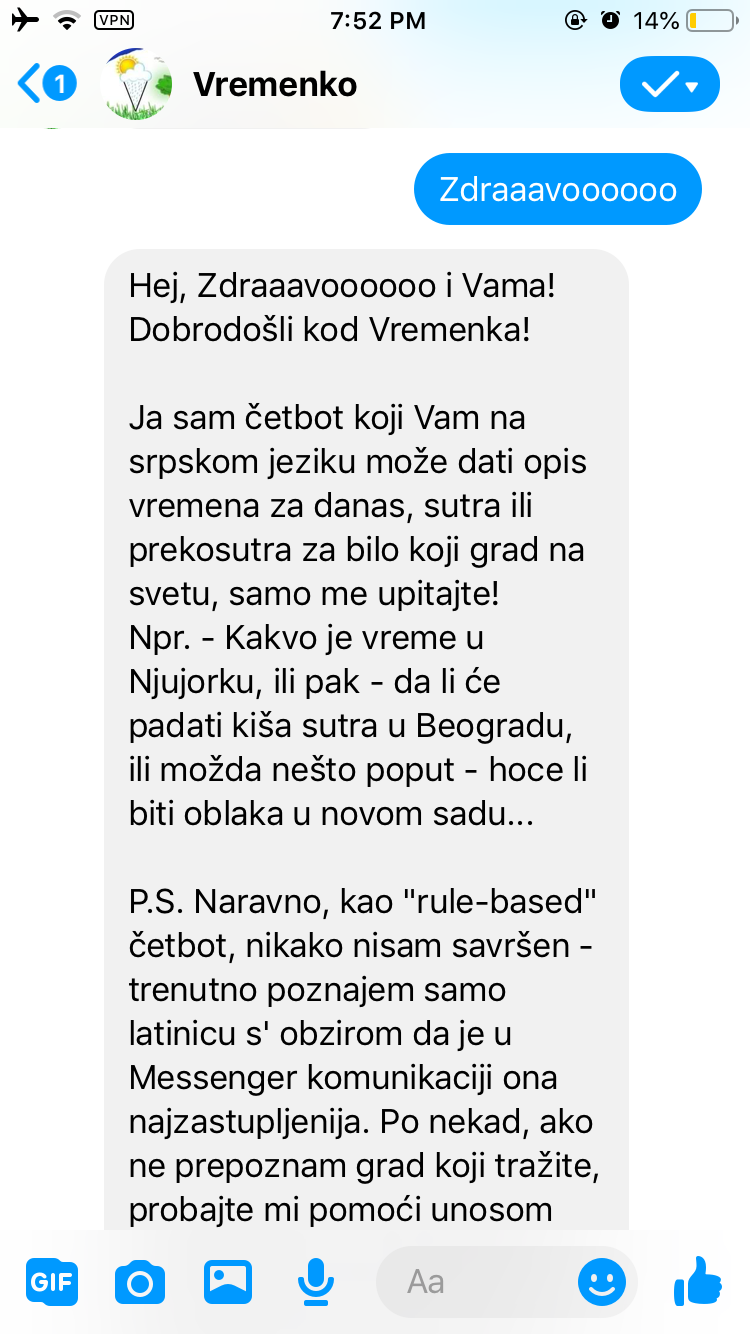 VPN
7:52 PM
14%
1
Vremenko
Zdraaavoooooo
Hej, Zdraaavoooooo i Vama!
Dobrodošli kod Vremenka!
Ja sam četbot koji Vam na
srpskom jeziku može dati opis
vremena za danas, sutra ili
prekosutra za bilo koji grad na
svetu, samo me upitajte!
Npr. - Kakvo je vreme u
Njujorku, ili pak - da li će
padati kiša sutra u Beogradu,
ili možda nešto poput - hoce li
biti oblaka u novom sadu...
P.S. Naravno, kao "rule-based"
četbot, nikako nisam savršen -
trenutno poznajem samo
latinicu s' obzirom da je u
Messenger komunikaciji ona
najzastupljenija. Po nekad, ako
ne prepoznam grad koji tražite,
probajte mi pomoći unosom
GIF
Aa